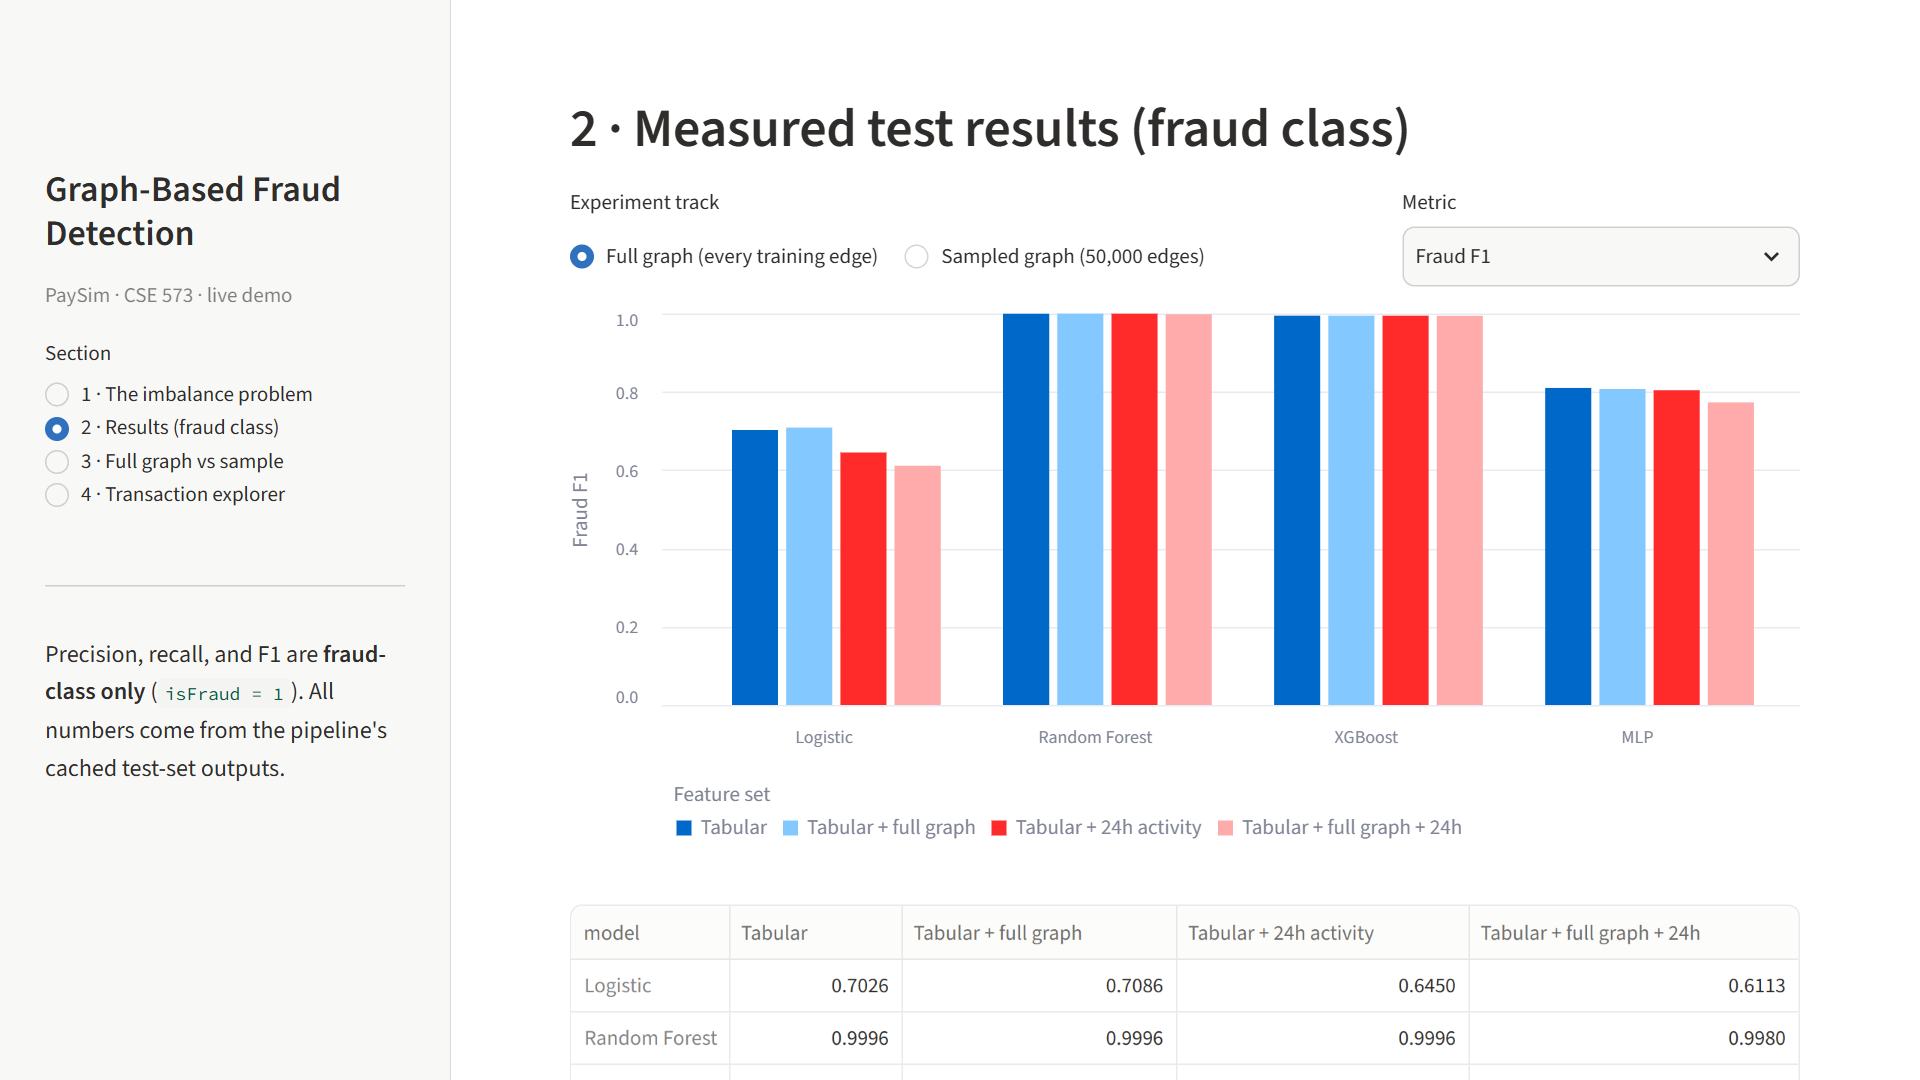 Graph-Based Fraud
Detection
PaySim · CSE 573 · live demo
Section
1 · The imbalance problem
2 · Results (fraud class)
3 · Full graph vs sample
4 · Transaction explorer
Precision, recall, and F1 are fraud-
class only ( isFraud = 1 ). All
numbers come from the pipeline's
cached test-set outputs.
2 · Measured test results (fraud class)
Experiment track
Metric
Full graph (every training edge) Sampled graph (50,000 edges)
Fraud F1
1.0
0.8
0.6
0.4
0.2
0.0
Fraud F1
Logistic Random Forest XGBoost MLP
Feature set
Tabular Tabular + full graph Tabular + 24h activity Tabular + full graph + 24h
model Tabular Tabular + full graph Tabular + 24h activity Tabular + full graph + 24h
Logistic 0.7026 0.7086 0.6450 0.6113
Random Forest 0.9996 0.9996 0.9996 0.9980